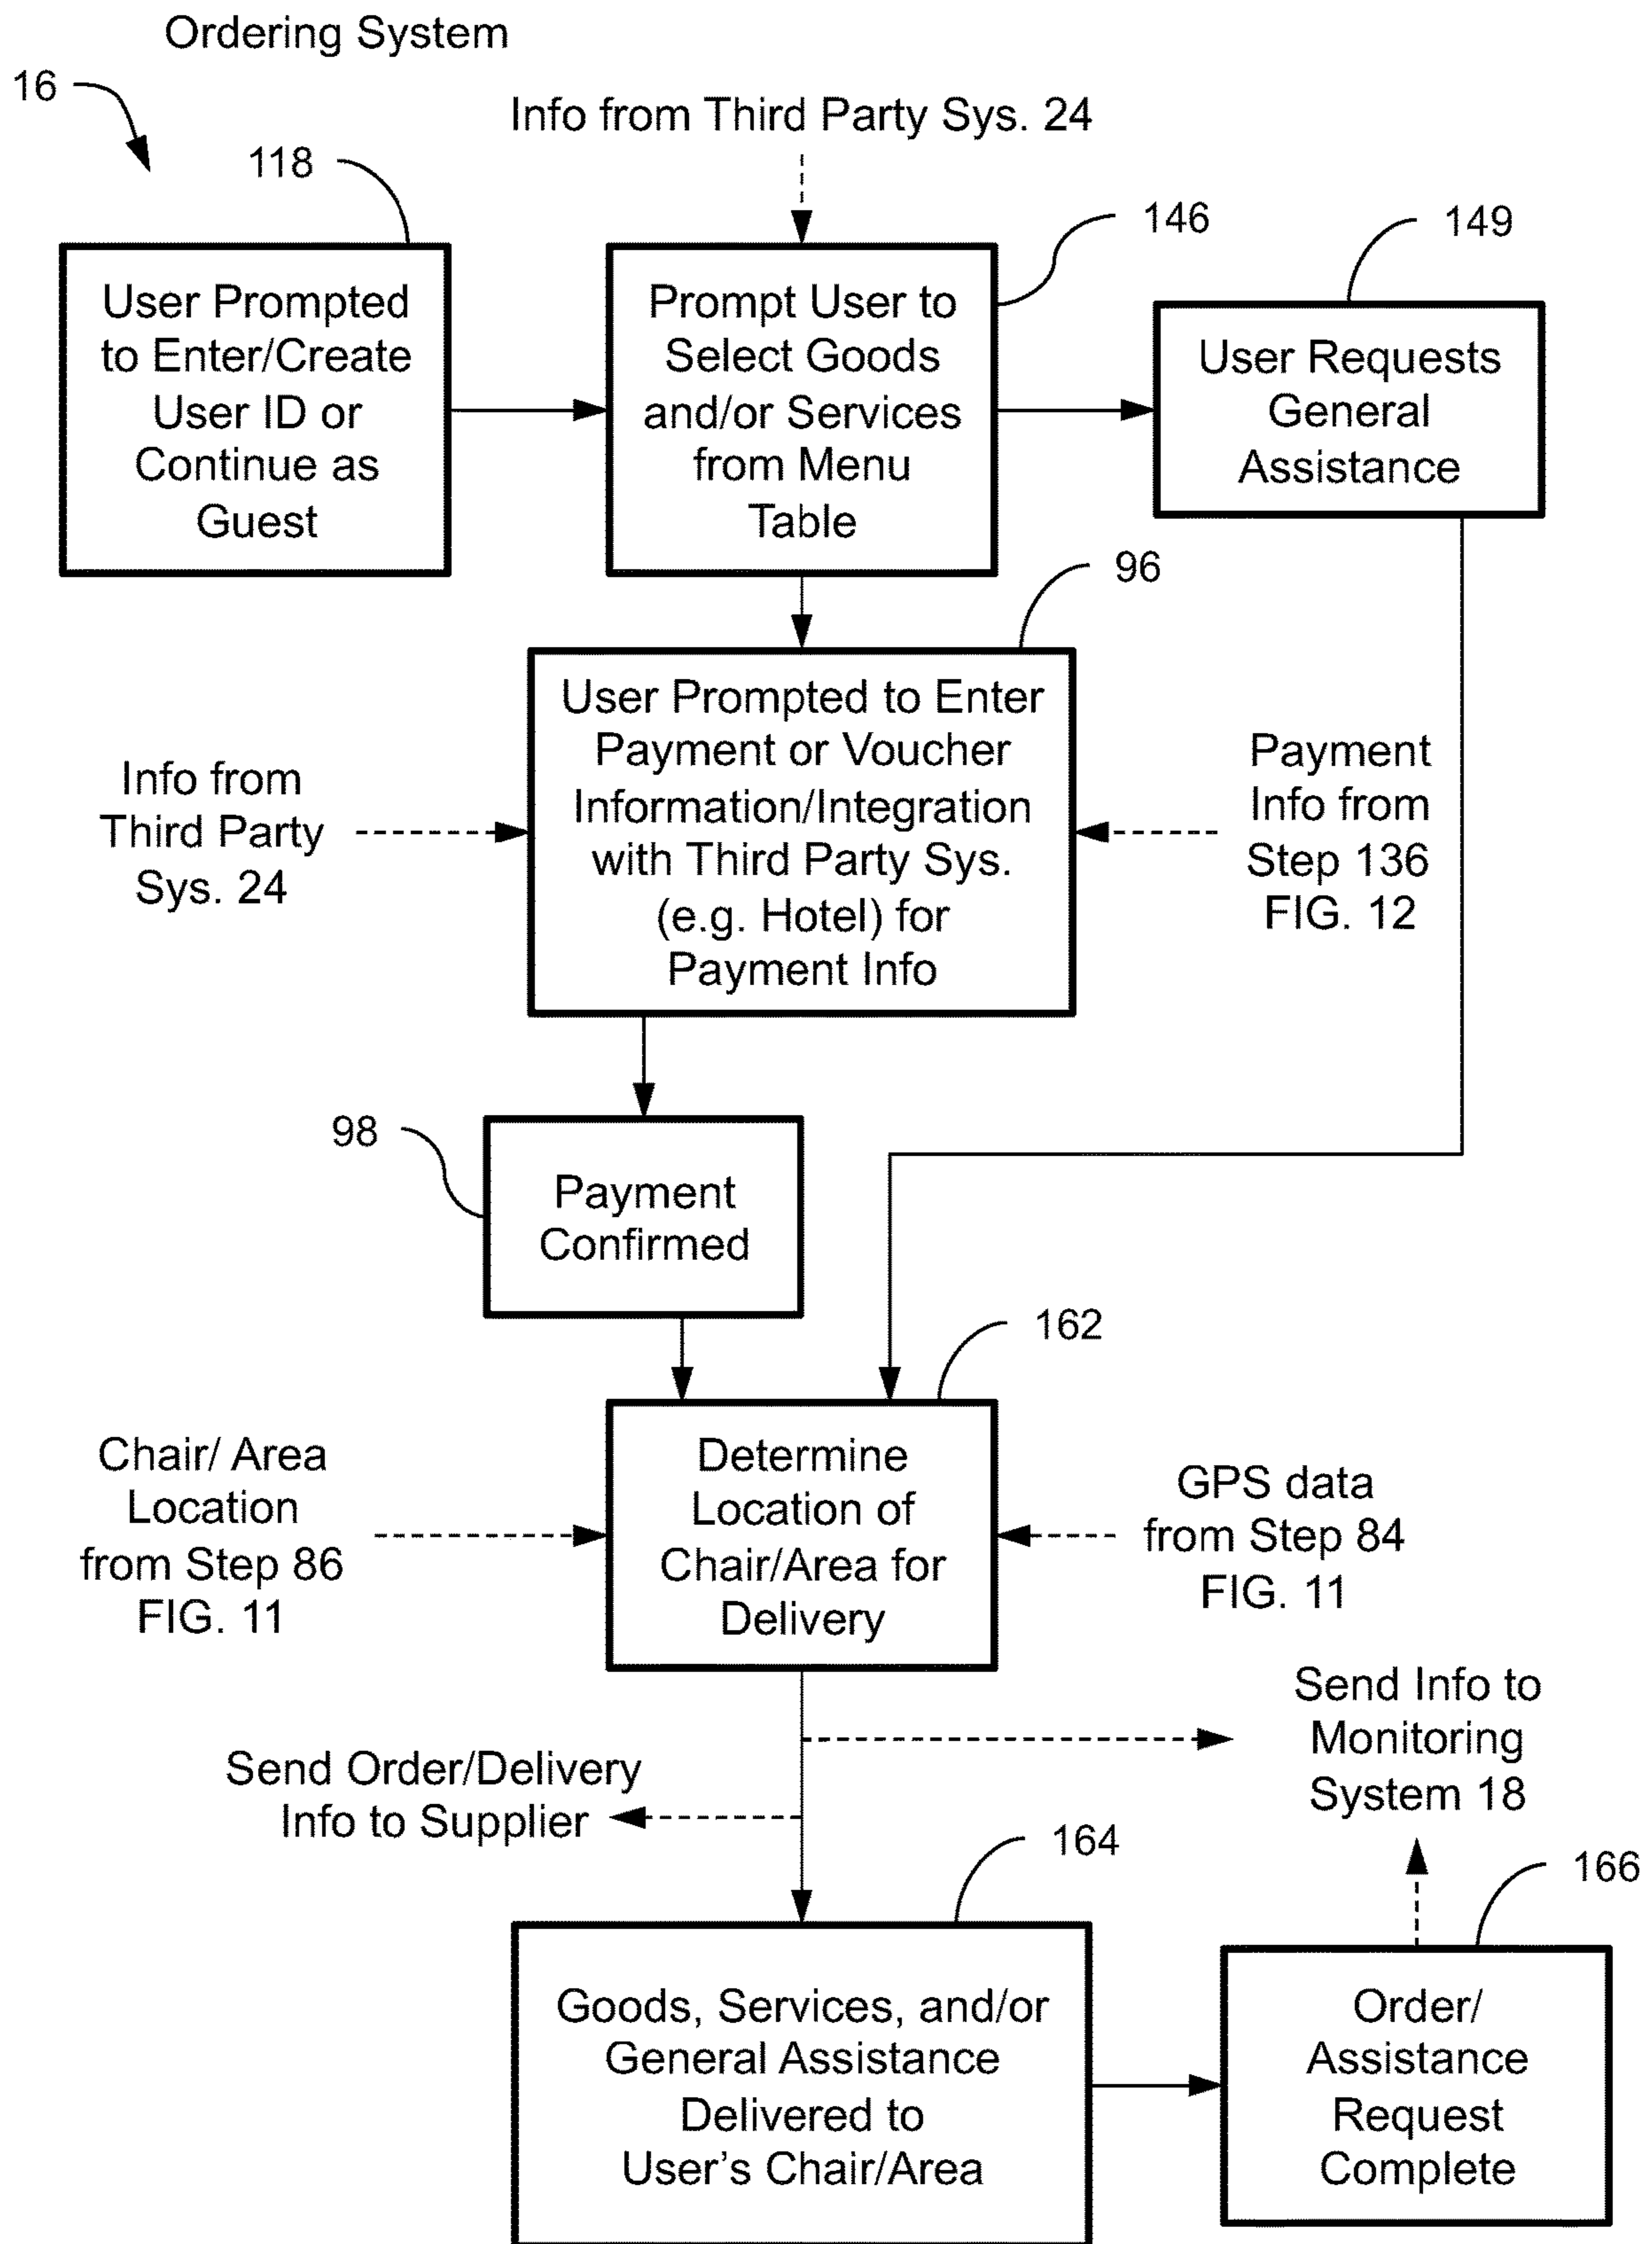 Ordering System
16
Info from Third Party Sys. 24
118
146
149
User Prompted
to Enter/Create
User ID or
Continue as
Guest
Prompt User to
Select Goods
and/or Services
from Menu
Table
User Requests
General
Assistance
96
User Prompted to Enter
Payment or Voucher
Information/Integration
with Third Party Sys.
(e.g. Hotel) for
Payment Info
Info from
Third Party
Sys. 24
Payment
Info from
Step 136
FIG. 12
98
Payment
Confirmed
162
Chair/ Area
Location
from Step 86
FIG. 11
Determine
Location of
Chair/Area for
Delivery
GPS data
from Step 84
FIG. 11
Send Info to
Monitoring
System 18
Send Order/Delivery
Info to Supplier
164
166
Goods, Services, and/or
General Assistance
Delivered to
User's Chair/Area
Order/
Assistance
Request
Complete